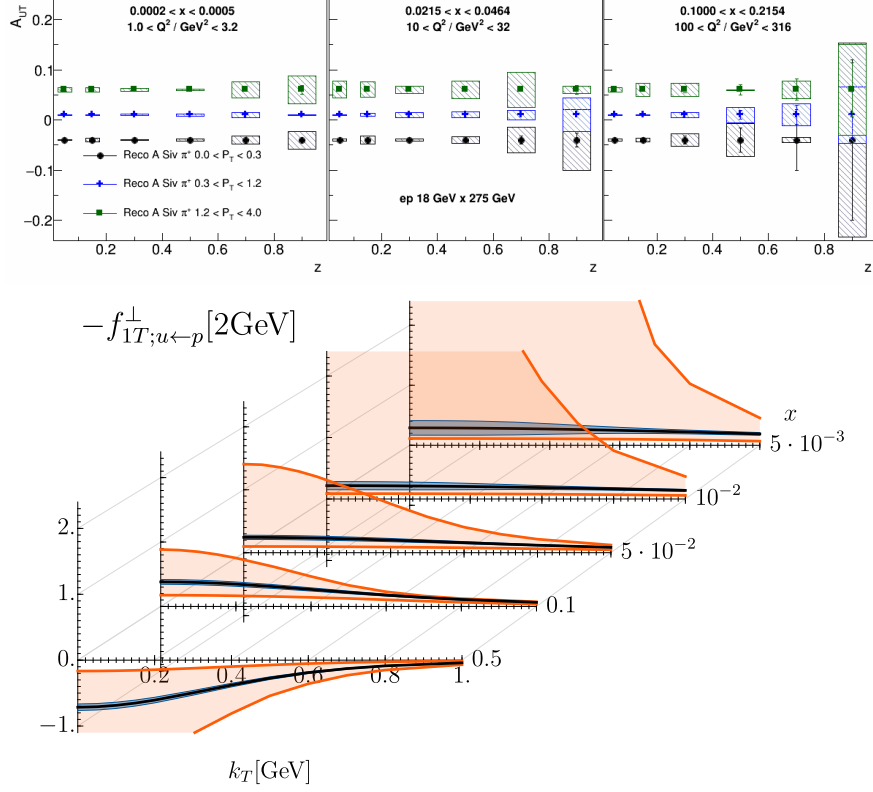 A_UT
0.0002 < x < 0.0005
1.0 < Q² / GeV² < 3.2
0.0215 < x < 0.0464
10 < Q² / GeV² < 32
0.1000 < x < 0.2154
100 < Q² / GeV² < 316
0.2
0.1
0
−0.1
−0.2
Reco A Siv π⁺ 0.0 < P_T < 0.3
Reco A Siv π⁺ 0.3 < P_T < 1.2
Reco A Siv π⁺ 1.2 < P_T < 4.0
ep 18 GeV x 275 GeV
0.2 0.4 0.6 0.8
0.2 0.4 0.6 0.8
0.2 0.4 0.6 0.8
z
z
z
−f^⊥_{1T;u←p}[2GeV]
x
5 · 10⁻³
10⁻²
5 · 10⁻²
0.1
0.5
2.
1.
0.
−1.
0.2 0.4 0.6 0.8 1.
k_T[GeV]